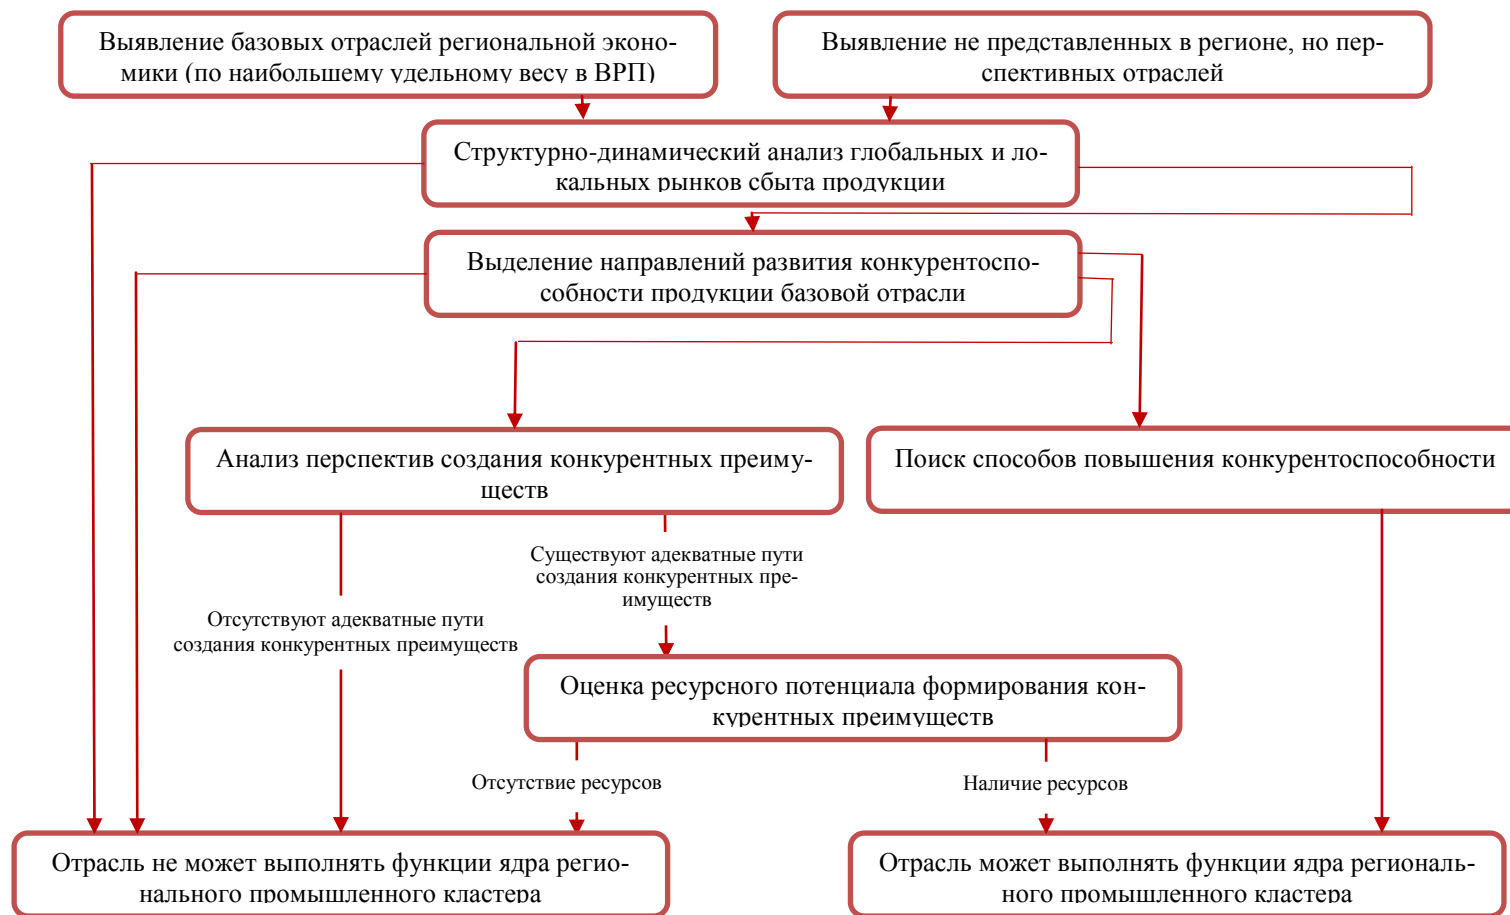 Выявление базовых отраслей региональной эконо-
мики (по наибольшему удельному весу в ВРП)
Выявление не представленных в регионе, но пер-
спективных отраслей
Структурно-динамический анализ глобальных и ло-
кальных рынков сбыта продукции
Выделение направлений развития конкурентоспо-
собности продукции базовой отрасли
Анализ перспектив создания конкурентных преиму-
ществ
Поиск способов повышения конкурентоспособности
Существуют адекватные пути
создания конкурентных пре-
имуществ
Отсутствуют адекватные пути
создания конкурентных преимуществ
Оценка ресурсного потенциала формирования кон-
курентных преимуществ
Отсутствие ресурсов
Наличие ресурсов
Отрасль не может выполнять функции ядра регио-
нального промышленного кластера
Отрасль может выполнять функции ядра региональ-
ного промышленного кластера